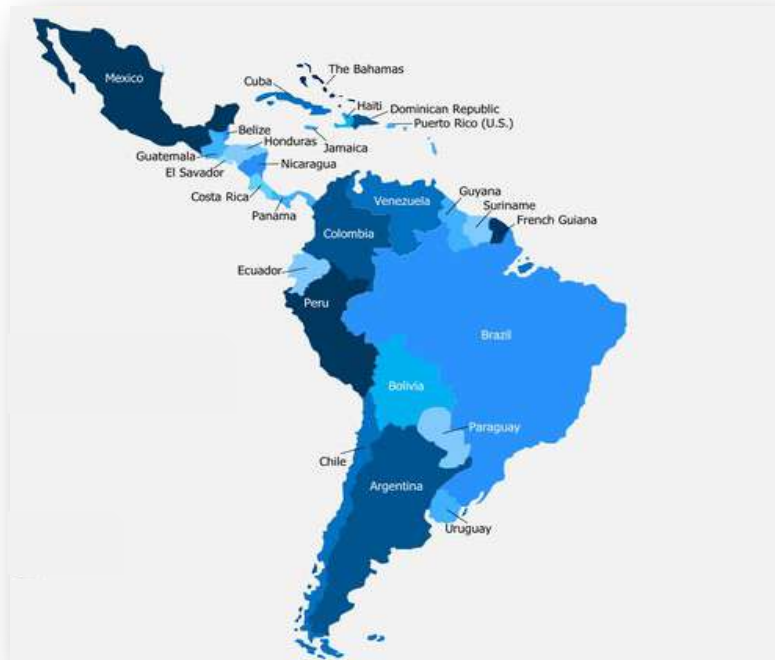 Mexico
The Bahamas
Cuba
Haiti
Dominican Republic
Puerto Rico (U.S.)
Jamaica
Belize
Honduras
Guatemala
El Savador
Nicaragua
Costa Rica
Panama
Guyana
Suriname
French Guiana
Venezuela
Colombia
Ecuador
Peru
Brazil
Bolivia
Paraguay
Chile
Argentina
Uruguay